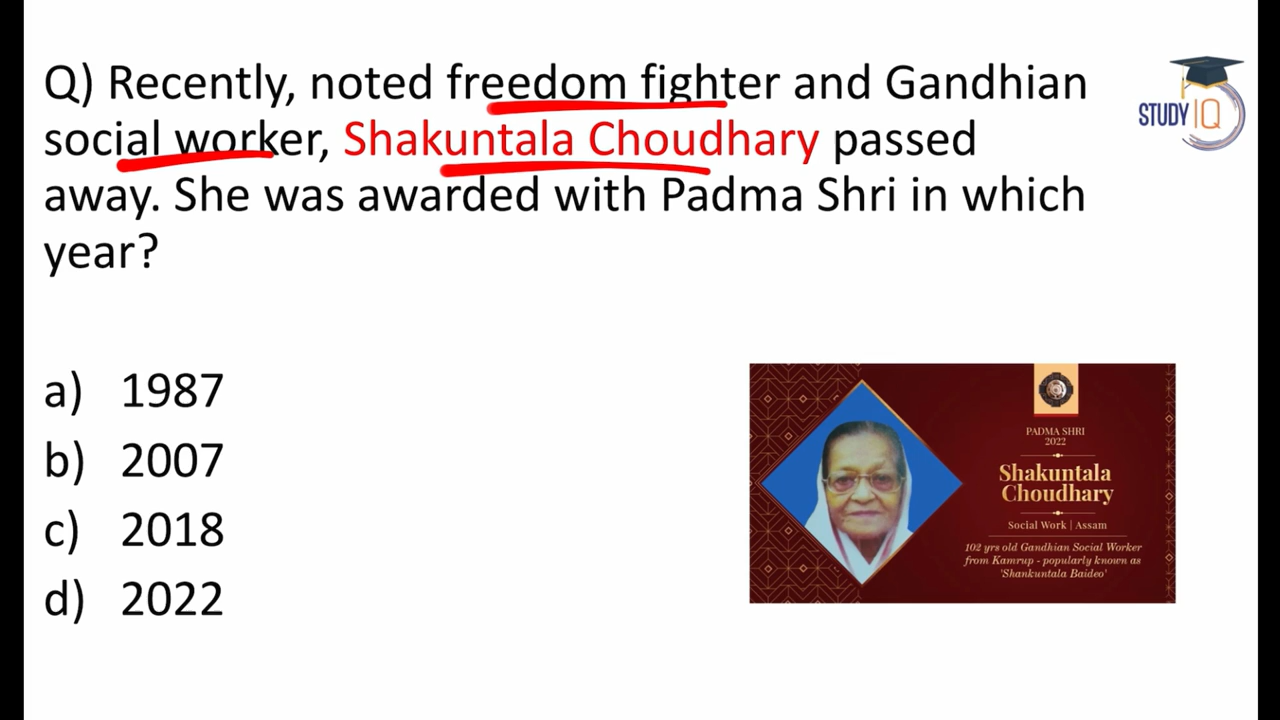 Q) Recently, noted freedom fighter and Gandhian
social worker, Shakuntala Choudhary passed
away. She was awarded with Padma Shri in which
year?
STUDY IQ
a) 1987
b) 2007
c) 2018
d) 2022
PADMA SHRI
2022
Shakuntala
Choudhary
Social Work | Assam
102 yrs old Gandhian Social Worker
from Kamrup - popularly known as
'Shankuntala Baideo'